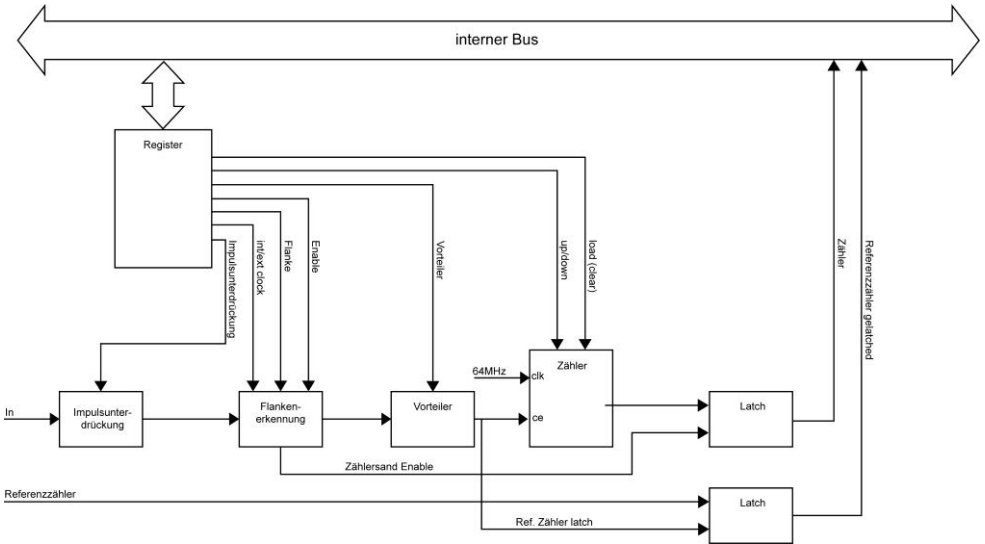 interner Bus
Register
Impulsunterdrückung
int/ext clock
Flanke
Enable
Vorteiler
up/down
load (clear)
Zähler
Referenzzähler gelatched
64MHz
clk
Zähler
ce
In
Impulsunter-
drückung
Flanken-
erkennung
Vorteiler
Latch
Zählersand Enable
Referenzzähler
Latch
Ref. Zähler latch